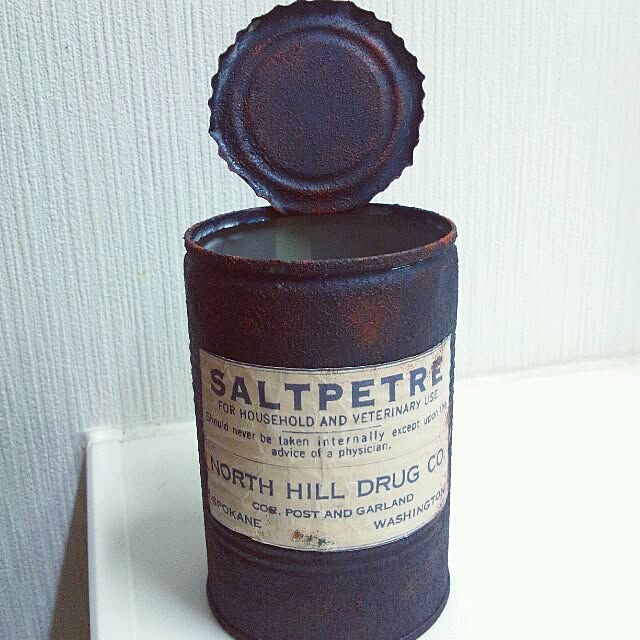 SALTPETRE
FOR HOUSEHOLD AND VETERINARY USE
Should never be taken internally except upon the
advice of a physician.
NORTH HILL DRUG CO.
COR. POST AND GARLAND
SPOKANE WASHINGTON